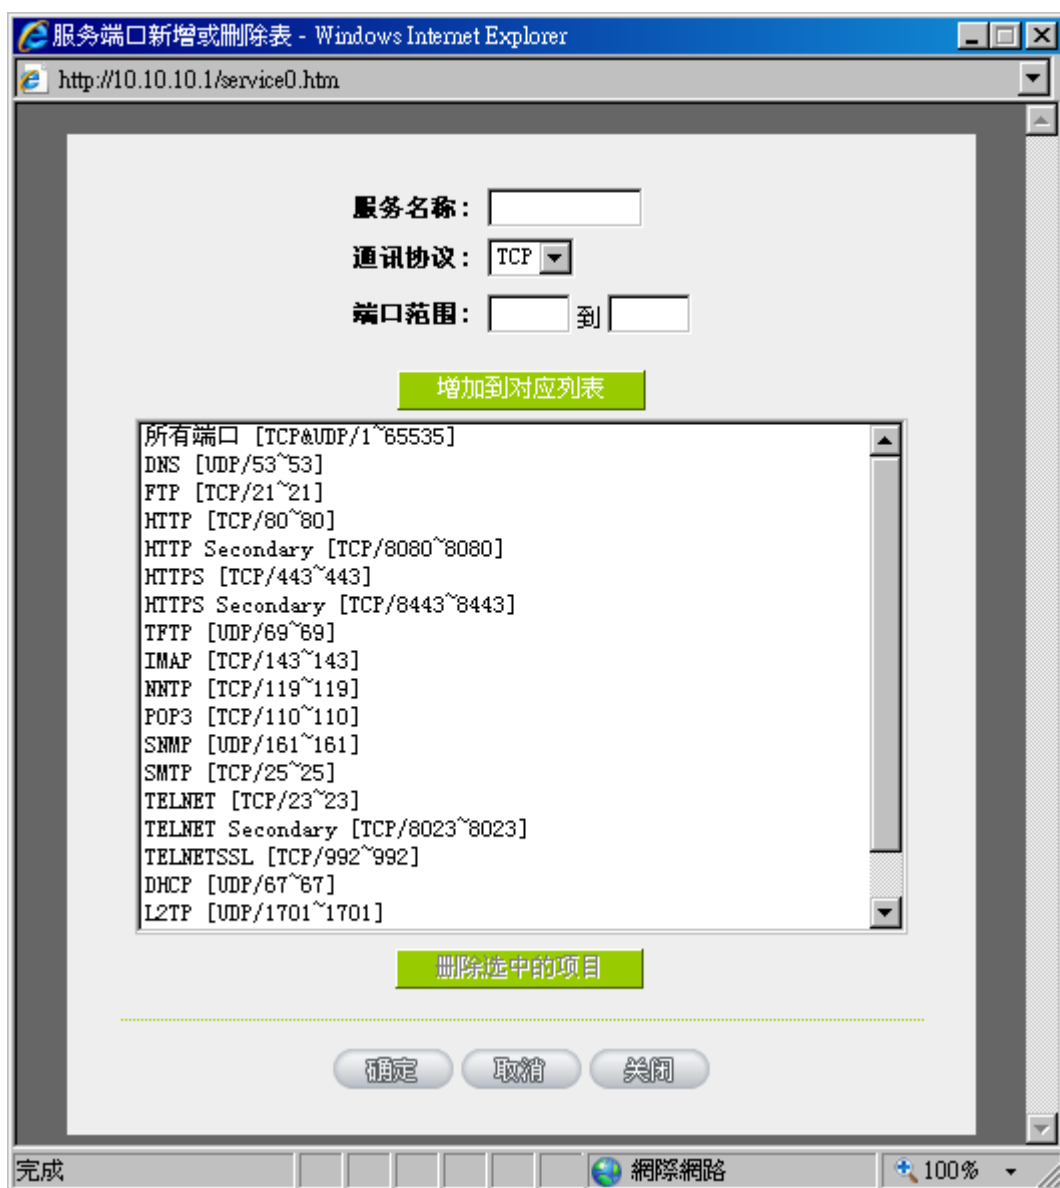 服务端口新增或删除表 - Windows Internet Explorer
http://10.10.10.1/service0.htm
服务名称：
通讯协议： TCP
端口范围： 到
增加到对应列表
所有端口 [TCP&UDP/1~65535]
DNS [UDP/53~53]
FTP [TCP/21~21]
HTTP [TCP/80~80]
HTTP Secondary [TCP/8080~8080]
HTTPS [TCP/443~443]
HTTPS Secondary [TCP/8443~8443]
TFTP [UDP/69~69]
IMAP [TCP/143~143]
NNTP [TCP/119~119]
POP3 [TCP/110~110]
SNMP [UDP/161~161]
SMTP [TCP/25~25]
TELNET [TCP/23~23]
TELNET Secondary [TCP/8023~8023]
TELNETSSL [TCP/992~992]
DHCP [UDP/67~67]
L2TP [UDP/1701~1701]
删除选中的项目
确定 取消 关闭
完成 網際網路 100%